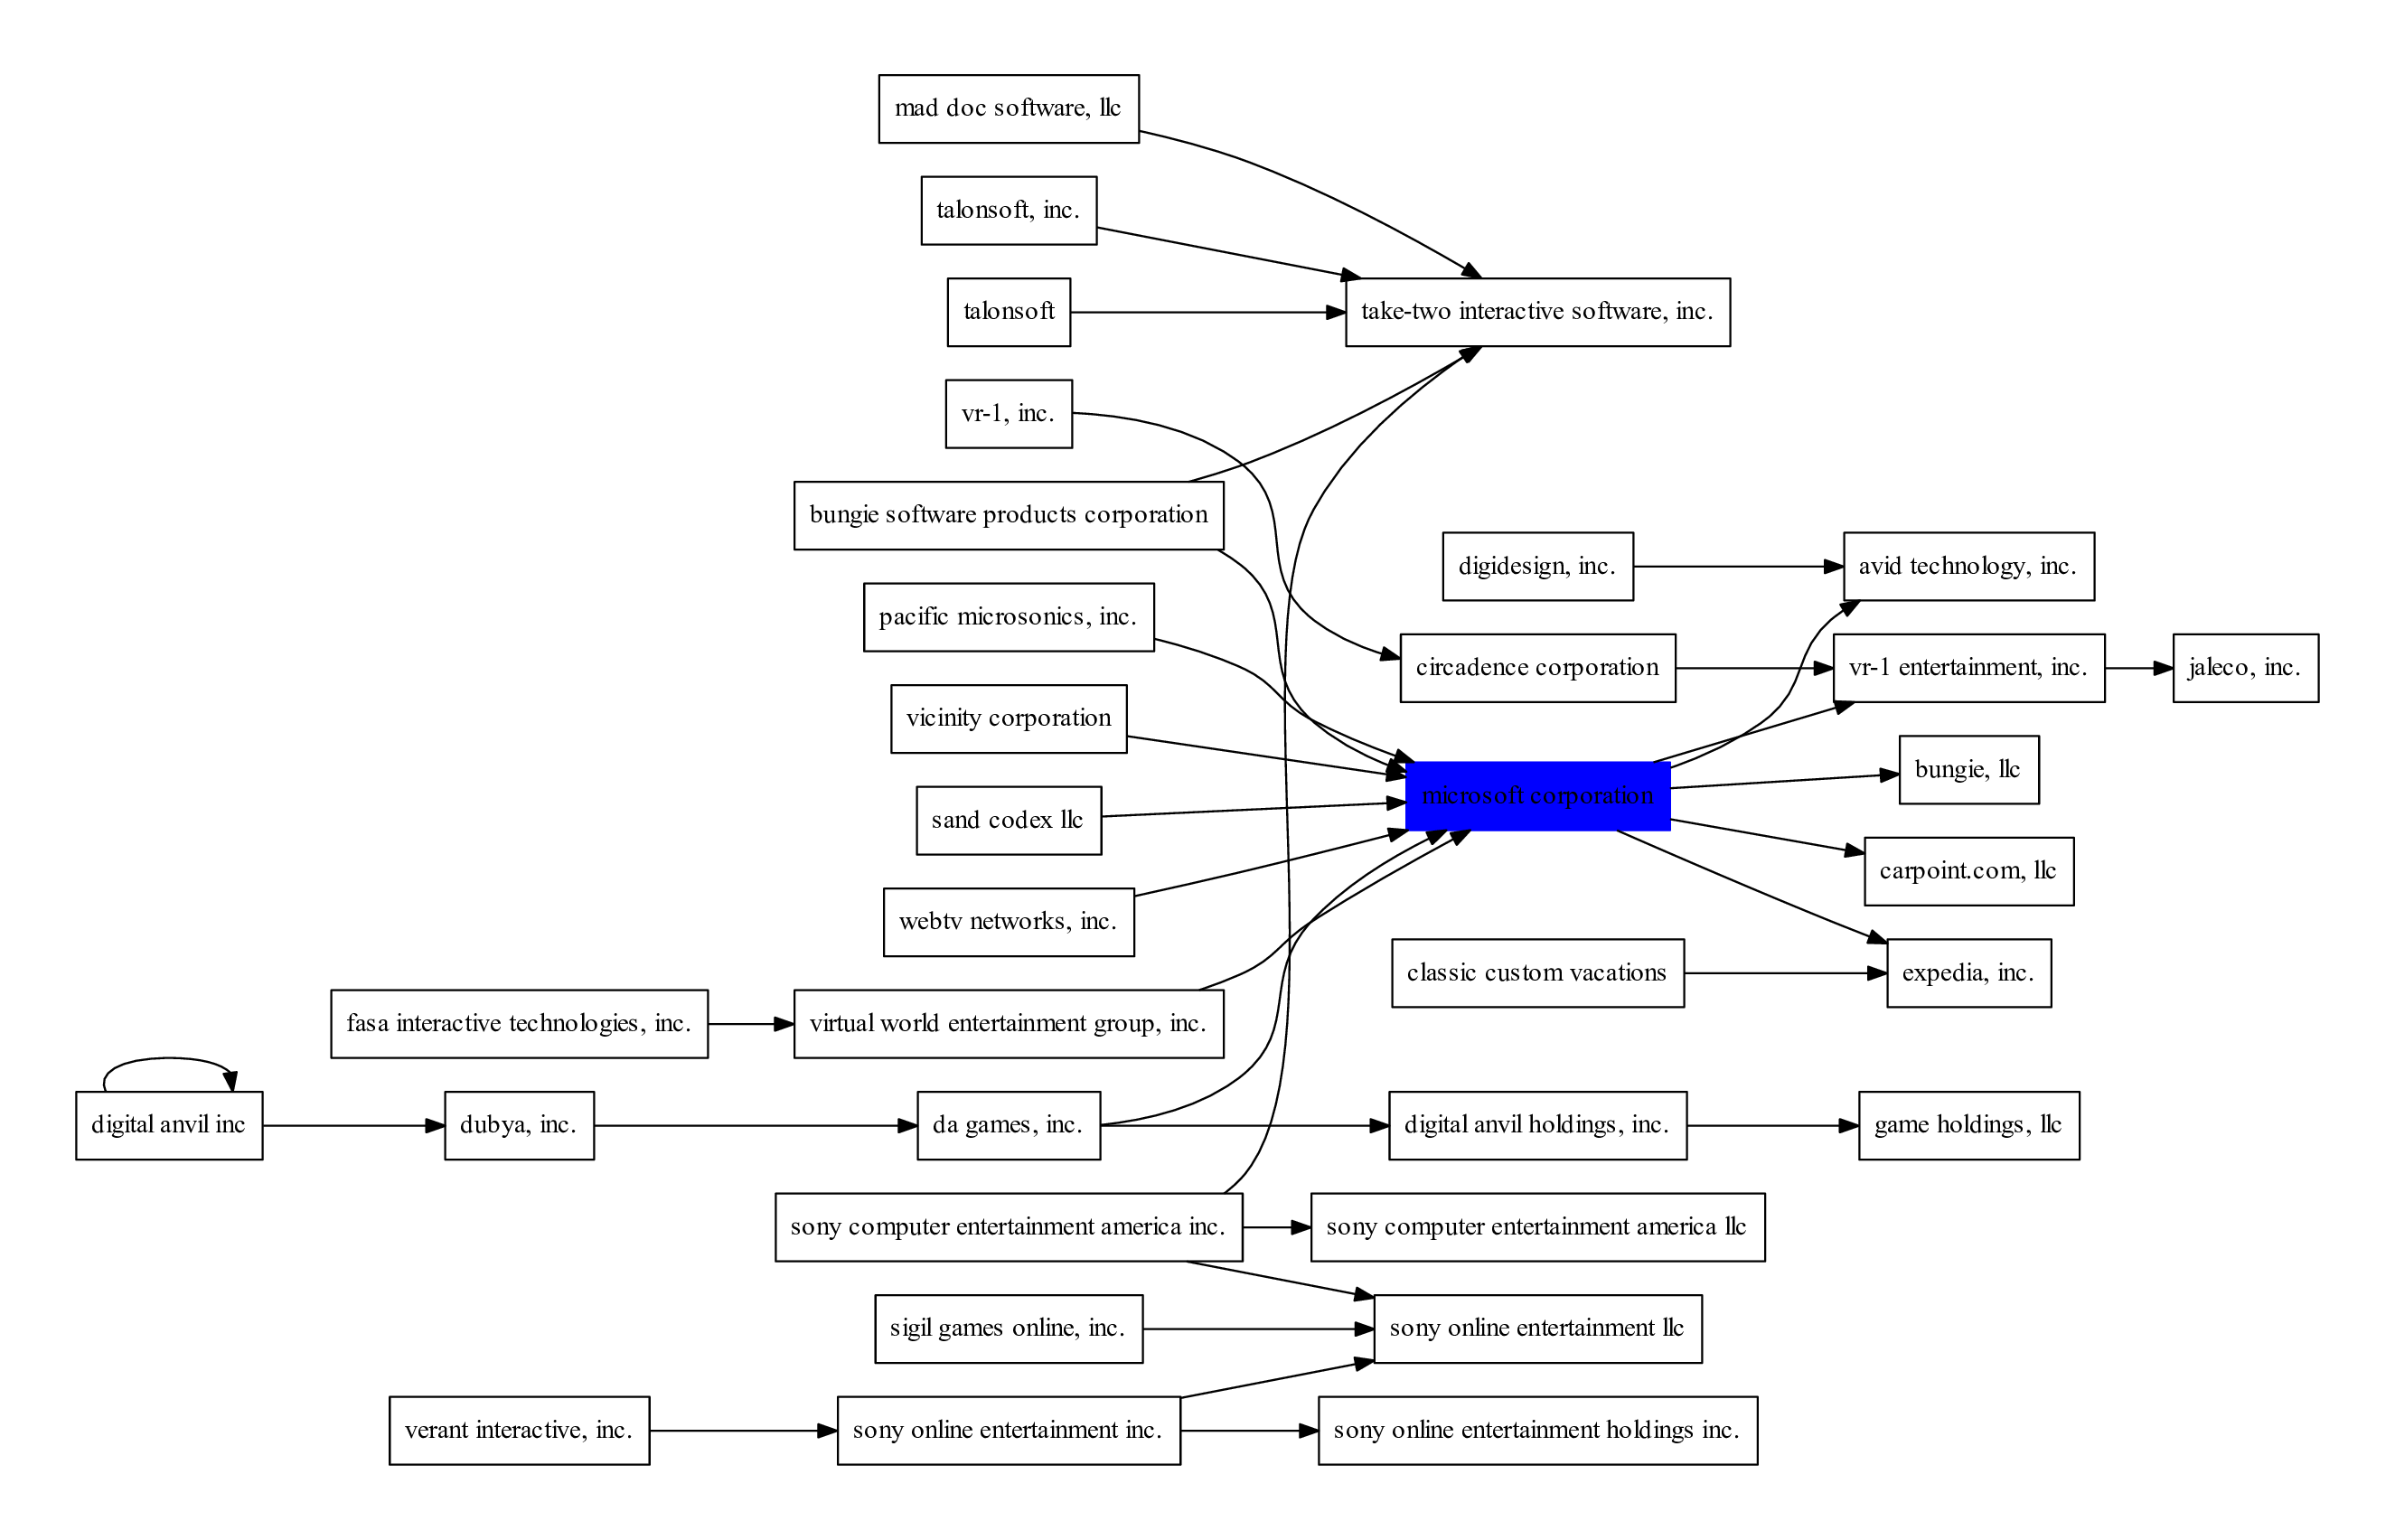 mad doc software, llc
talonsoft, inc.
talonsoft
take-two interactive software, inc.
vr-1, inc.
bungie software products corporation
digidesign, inc.
avid technology, inc.
pacific microsonics, inc.
circadence corporation
vr-1 entertainment, inc.
jaleco, inc.
vicinity corporation
bungie, llc
microsoft corporation
sand codex llc
carpoint.com, llc
webtv networks, inc.
classic custom vacations
expedia, inc.
fasa interactive technologies, inc.
virtual world entertainment group, inc.
digital anvil inc
dubya, inc.
da games, inc.
digital anvil holdings, inc.
game holdings, llc
sony computer entertainment america inc.
sony computer entertainment america llc
sigil games online, inc.
sony online entertainment llc
verant interactive, inc.
sony online entertainment inc.
sony online entertainment holdings inc.